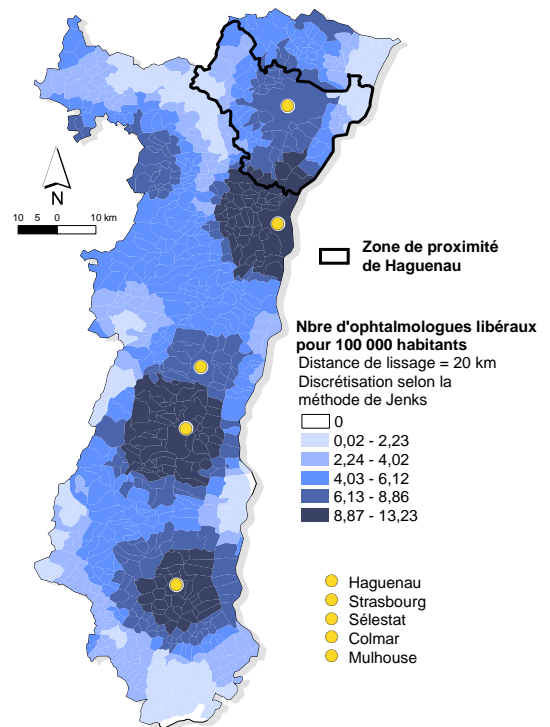 N
10 5 0 10 km
Zone de proximité
de Haguenau
Nbre d'ophtalmologues libéraux
pour 100 000 habitants
Distance de lissage = 20 km
Discrétisation selon la
méthode de Jenks
0
0,02 - 2,23
2,24 - 4,02
4,03 - 6,12
6,13 - 8,86
8,87 - 13,23
Haguenau
Strasbourg
Sélestat
Colmar
Mulhouse